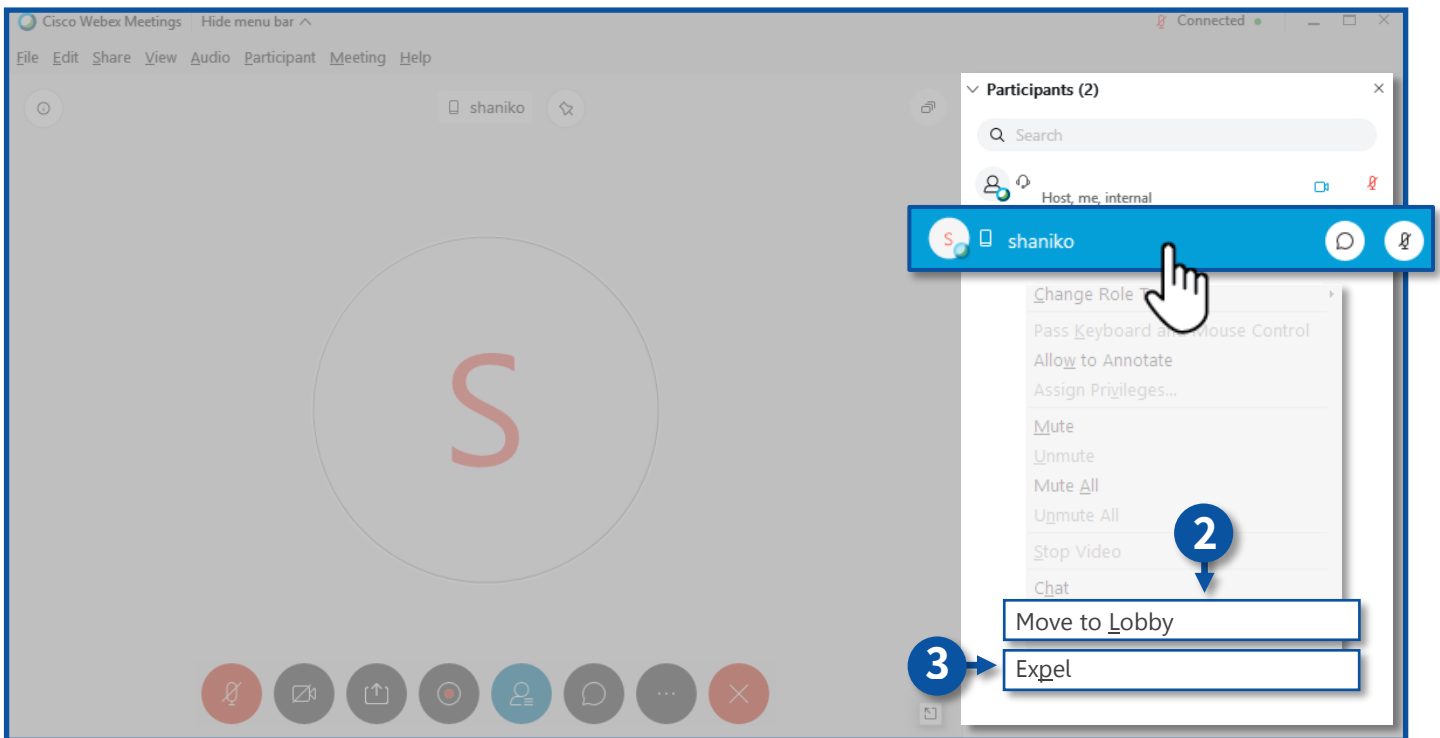 Cisco Webex Meetings Hide menu bar
Connected
File Edit Share View Audio Participant Meeting Help
shaniko
Participants (2)
Search
Host, me, internal
S shaniko
Change Role T
Pass Keyboard and Mouse Control
Allow to Annotate
Assign Privileges...
Mute
Unmute
Mute All
Unmute All
Stop Video
Chat
S
2
Move to Lobby
3
Expel